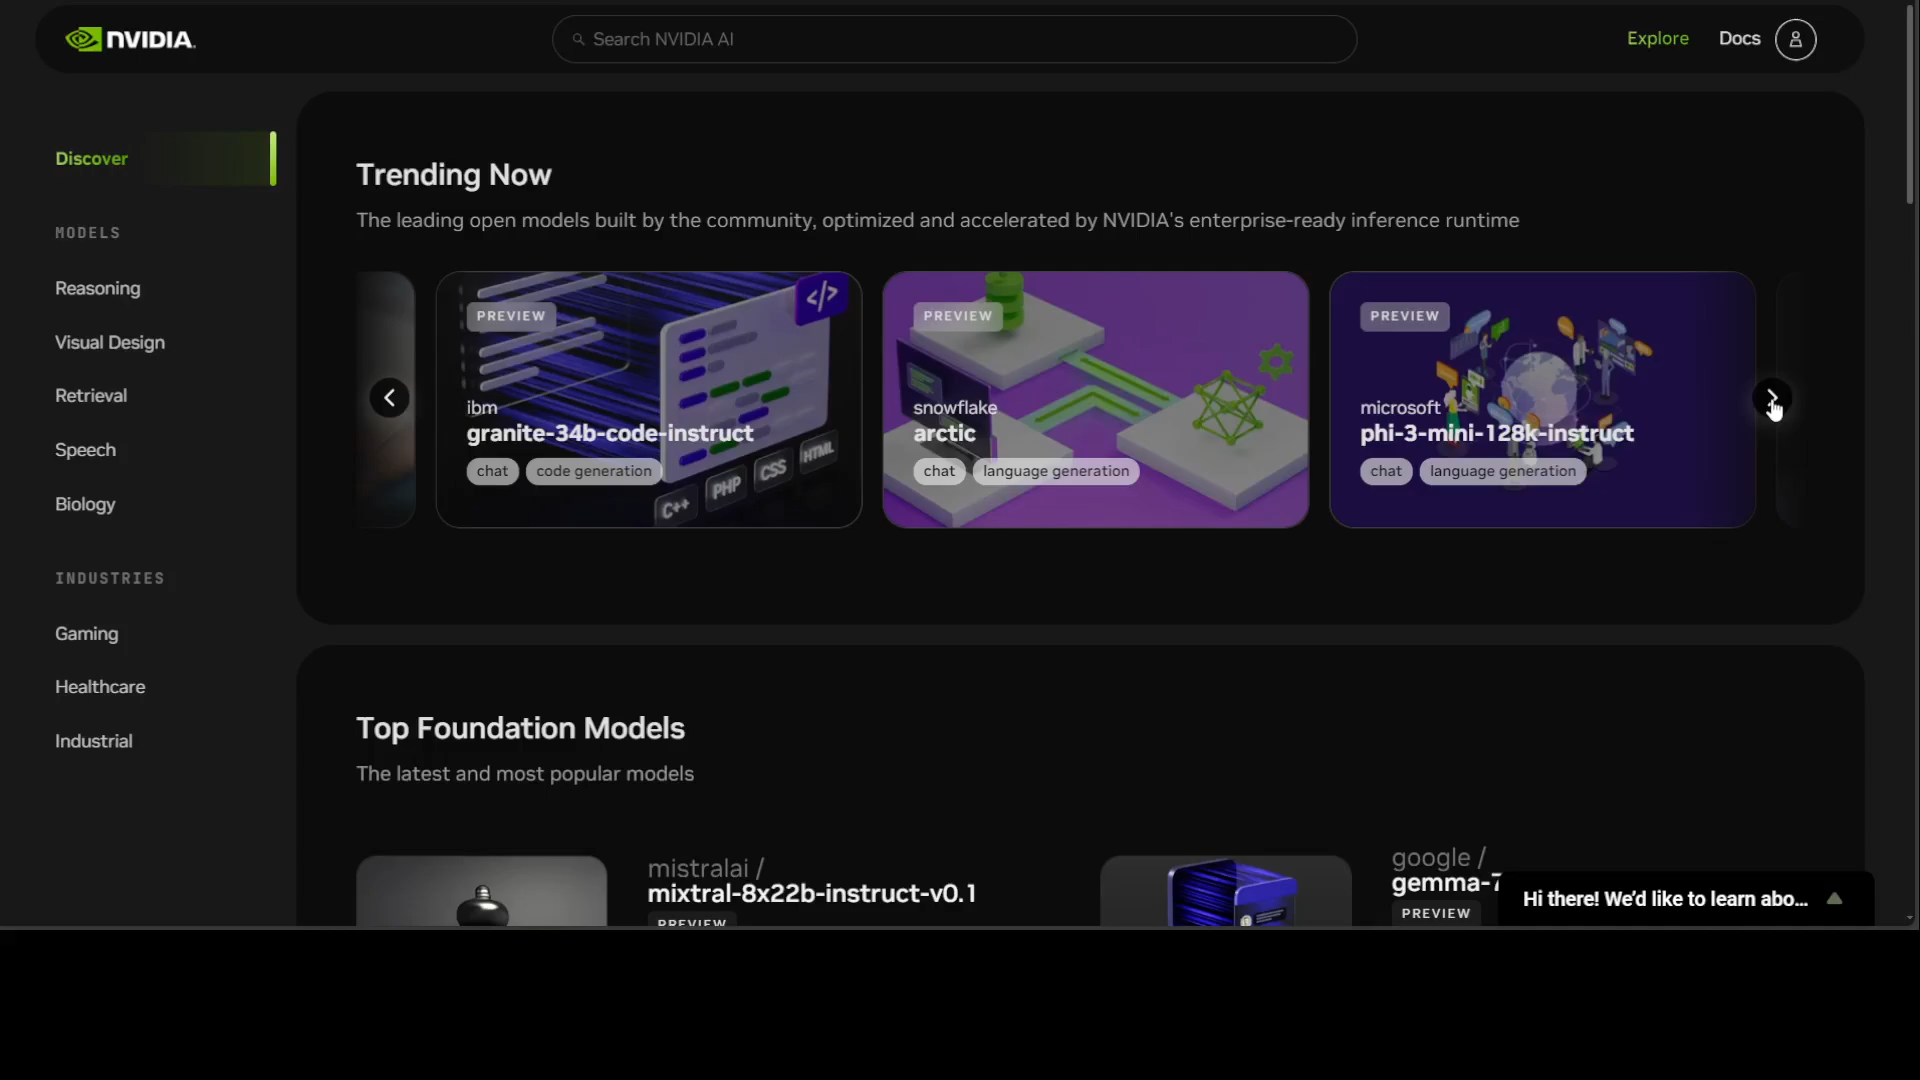 NVIDIA.
Search NVIDIA AI
Explore
Docs
Discover
MODELS
Reasoning
Visual Design
Retrieval
Speech
Biology
INDUSTRIES
Gaming
Healthcare
Industrial
Trending Now
The leading open models built by the community, optimized and accelerated by NVIDIA's enterprise-ready inference runtime
PREVIEW
</>
ibm
granite-34b-code-instruct
chat
code generation
C++
PHP
CSS
HTML
PREVIEW
snowflake
arctic
chat
language generation
PREVIEW
microsoft
phi-3-mini-128k-instruct
chat
language generation
Top Foundation Models
The latest and most popular models
mistralai /
mixtral-8x22b-instruct-v0.1
PREVIEW
google /
gemma-7
PREVIEW
Hi there! We'd like to learn abo...